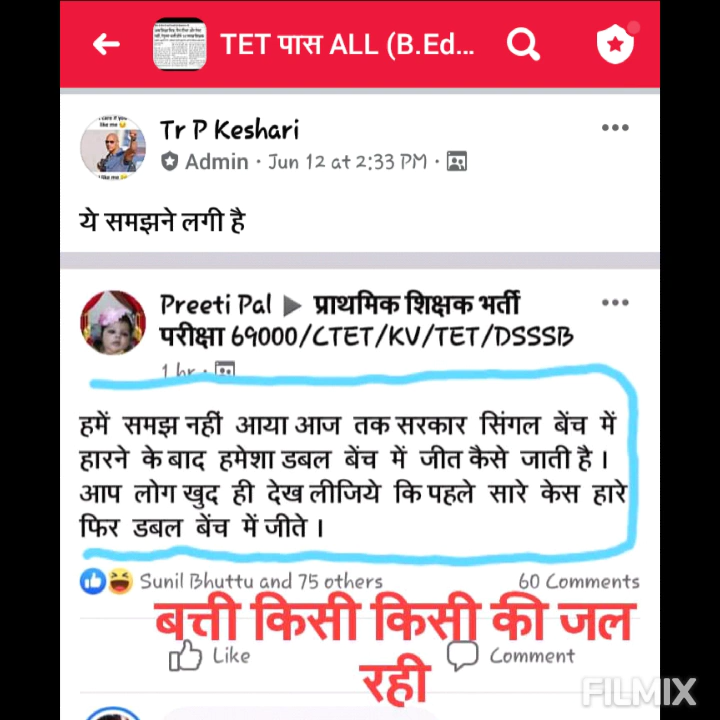 TET पास ALL (B.Ed...
Tr P Keshari
Admin · Jun 12 at 2:33 PM ·
ये समझने लगी है
Preeti Pal ▶ प्राथमिक शिक्षक भर्ती
परीक्षा 69000/CTET/KV/TET/DSSSB
1 hr ·
हमें समझ नहीं आया आज तक सरकार सिंगल बेंच में
हारने के बाद हमेशा डबल बेंच में जीत कैसे जाती है ।
आप लोग खुद ही देख लीजिये कि पहले सारे केस हारे
फिर डबल बेंच में जीते ।
Sunil Bhuttu and 75 others 60 Comments
बत्ती किसी किसी की जल
Like Comment
रही
FILMIX